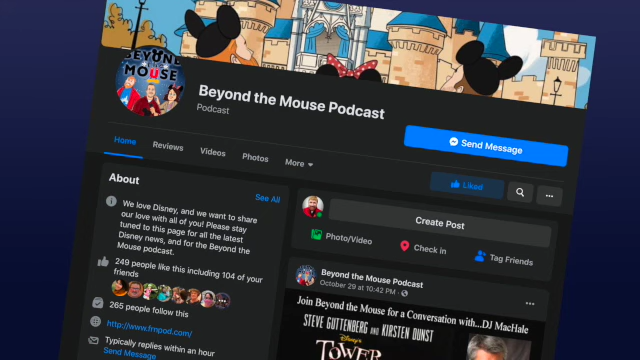 BEYOND
the
MOUSE
Beyond the Mouse Podcast
Podcast
Send Message
Home
Reviews
Videos
Photos
More
Liked
About
See All
We love Disney, and we want to share
our love with all of you! Please stay
tuned to this page for all the latest
Disney news, and for the Beyond the
Mouse podcast.
249 people like this including 104 of your
friends
265 people follow this
http://www.frnpod.com/
Typically replies within an hour
Send Message
Create Post
Photo/Video
Check in
Tag Friends
Beyond the Mouse Podcast
October 29 at 10:42 PM
Join Beyond the Mouse for a Conversation with...DJ MacHale
STEVE GUTTENBERG AND KIRSTEN DUNST
Disney's
TOWER